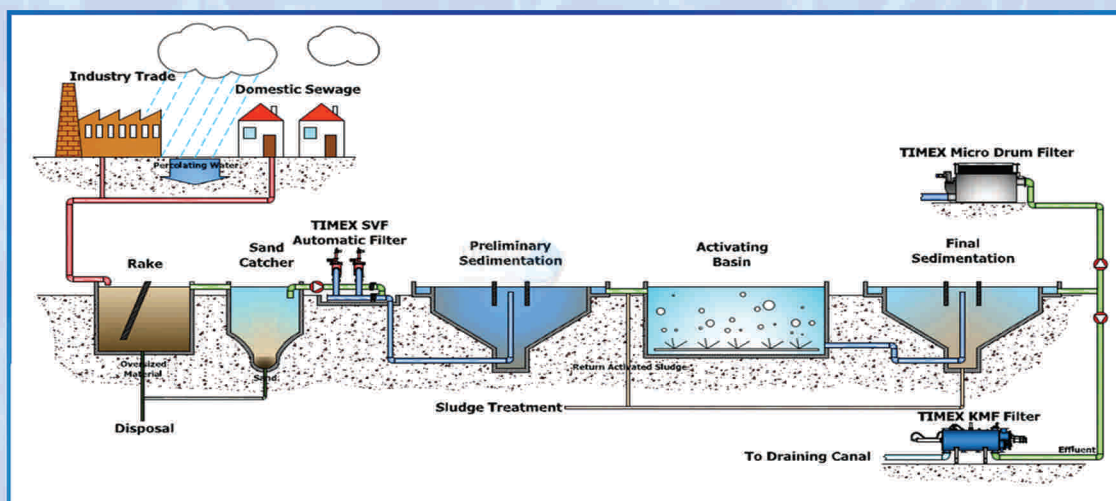 Industry Trade
Domestic Sewage
Percolating Water
TIMEX Micro Drum Filter
TIMEX SVF
Automatic Filter
Rake
Sand
Catcher
Preliminary
Sedimentation
Activating
Basin
Final
Sedimentation
Oversized
Material
Sand
Return Activated Sludge
Sludge Treatment
Disposal
TIMEX KMF Filter
To Draining Canal
Effluent